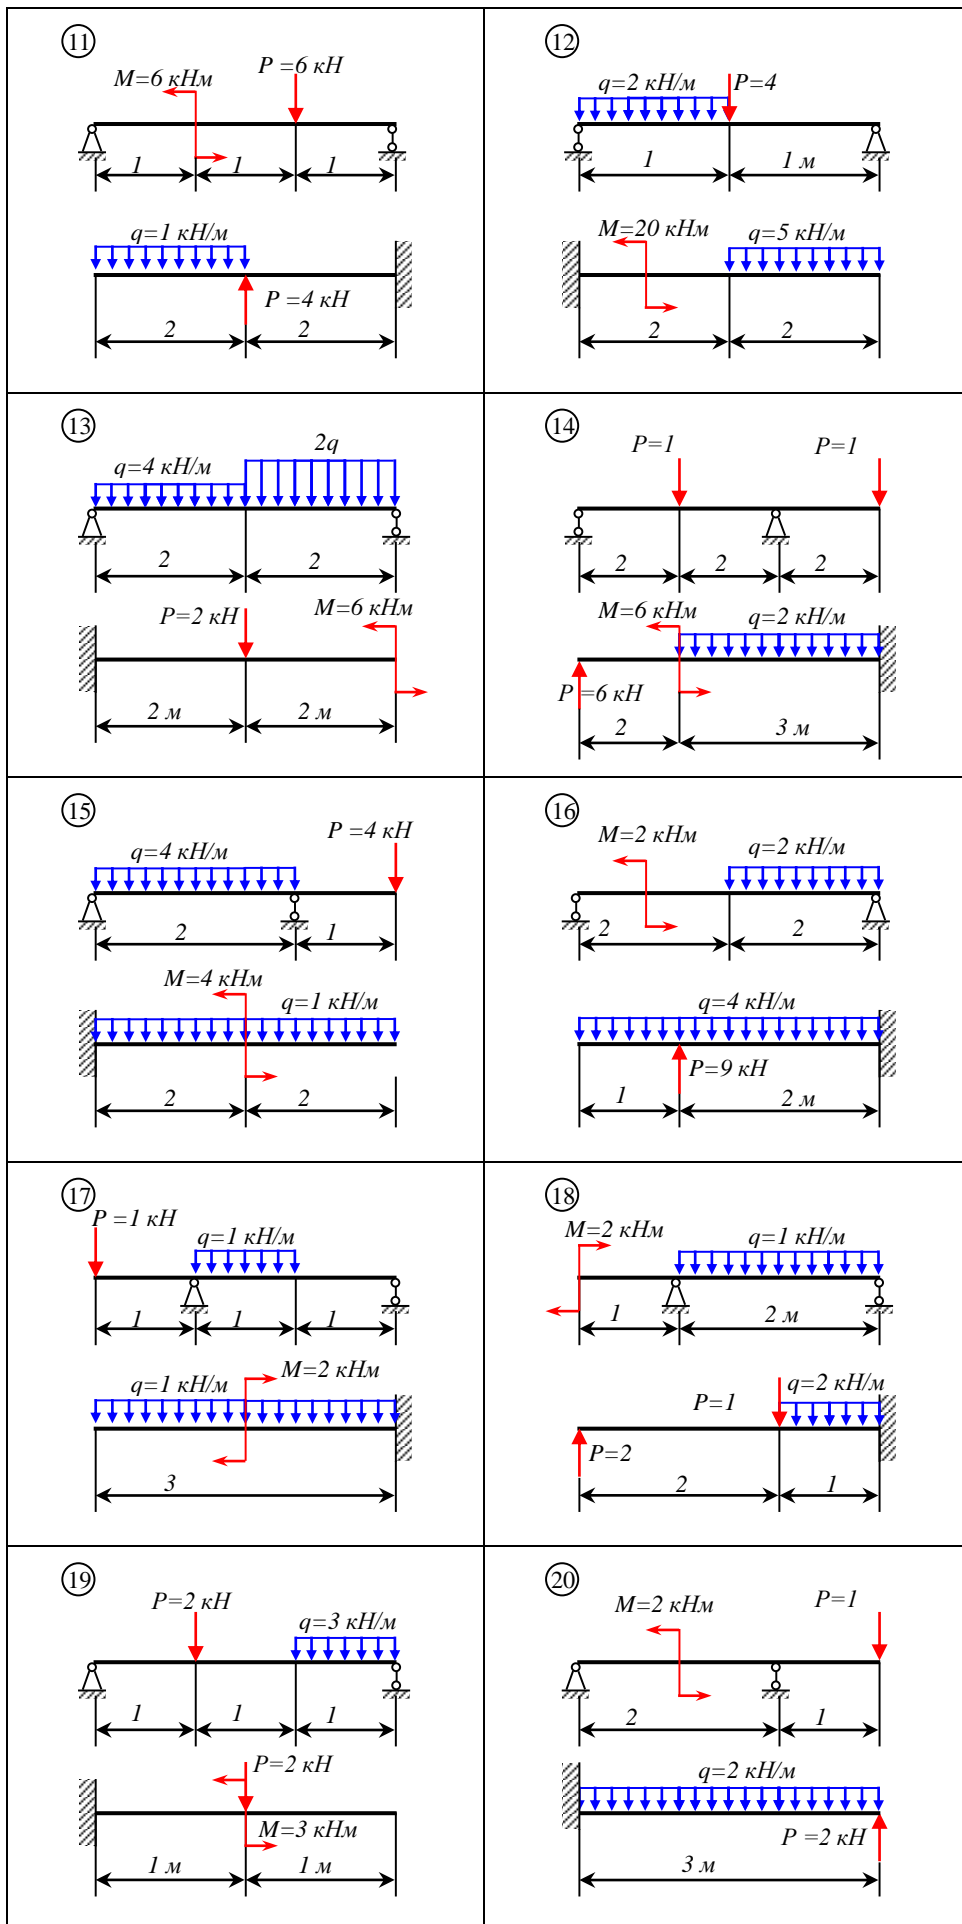 11
M=6 кНм
P =6 кН
1
1
1
q=1 кН/м
P =4 кН
2
2
12
q=2 кН/м
P=4
1
1 м
M=20 кНм
q=5 кН/м
2
2
13
q=4 кН/м
2q
2
2
P=2 кН
M=6 кНм
2 м
2 м
14
P=1
P=1
2
2
2
M=6 кНм
q=2 кН/м
P =6 кН
2
3 м
15
q=4 кН/м
P =4 кН
2
1
M=4 кНм
q=1 кН/м
2
2
16
M=2 кНм
q=2 кН/м
2
2
q=4 кН/м
P=9 кН
1
2 м
17
P =1 кН
q=1 кН/м
1
1
1
q=1 кН/м
M=2 кНм
3
18
M=2 кНм
q=1 кН/м
1
2 м
P=1
q=2 кН/м
P=2
2
1
19
P=2 кН
q=3 кН/м
1
1
1
P=2 кН
M=3 кНм
1 м
1 м
20
M=2 кНм
P=1
2
1
q=2 кН/м
P =2 кН
3 м